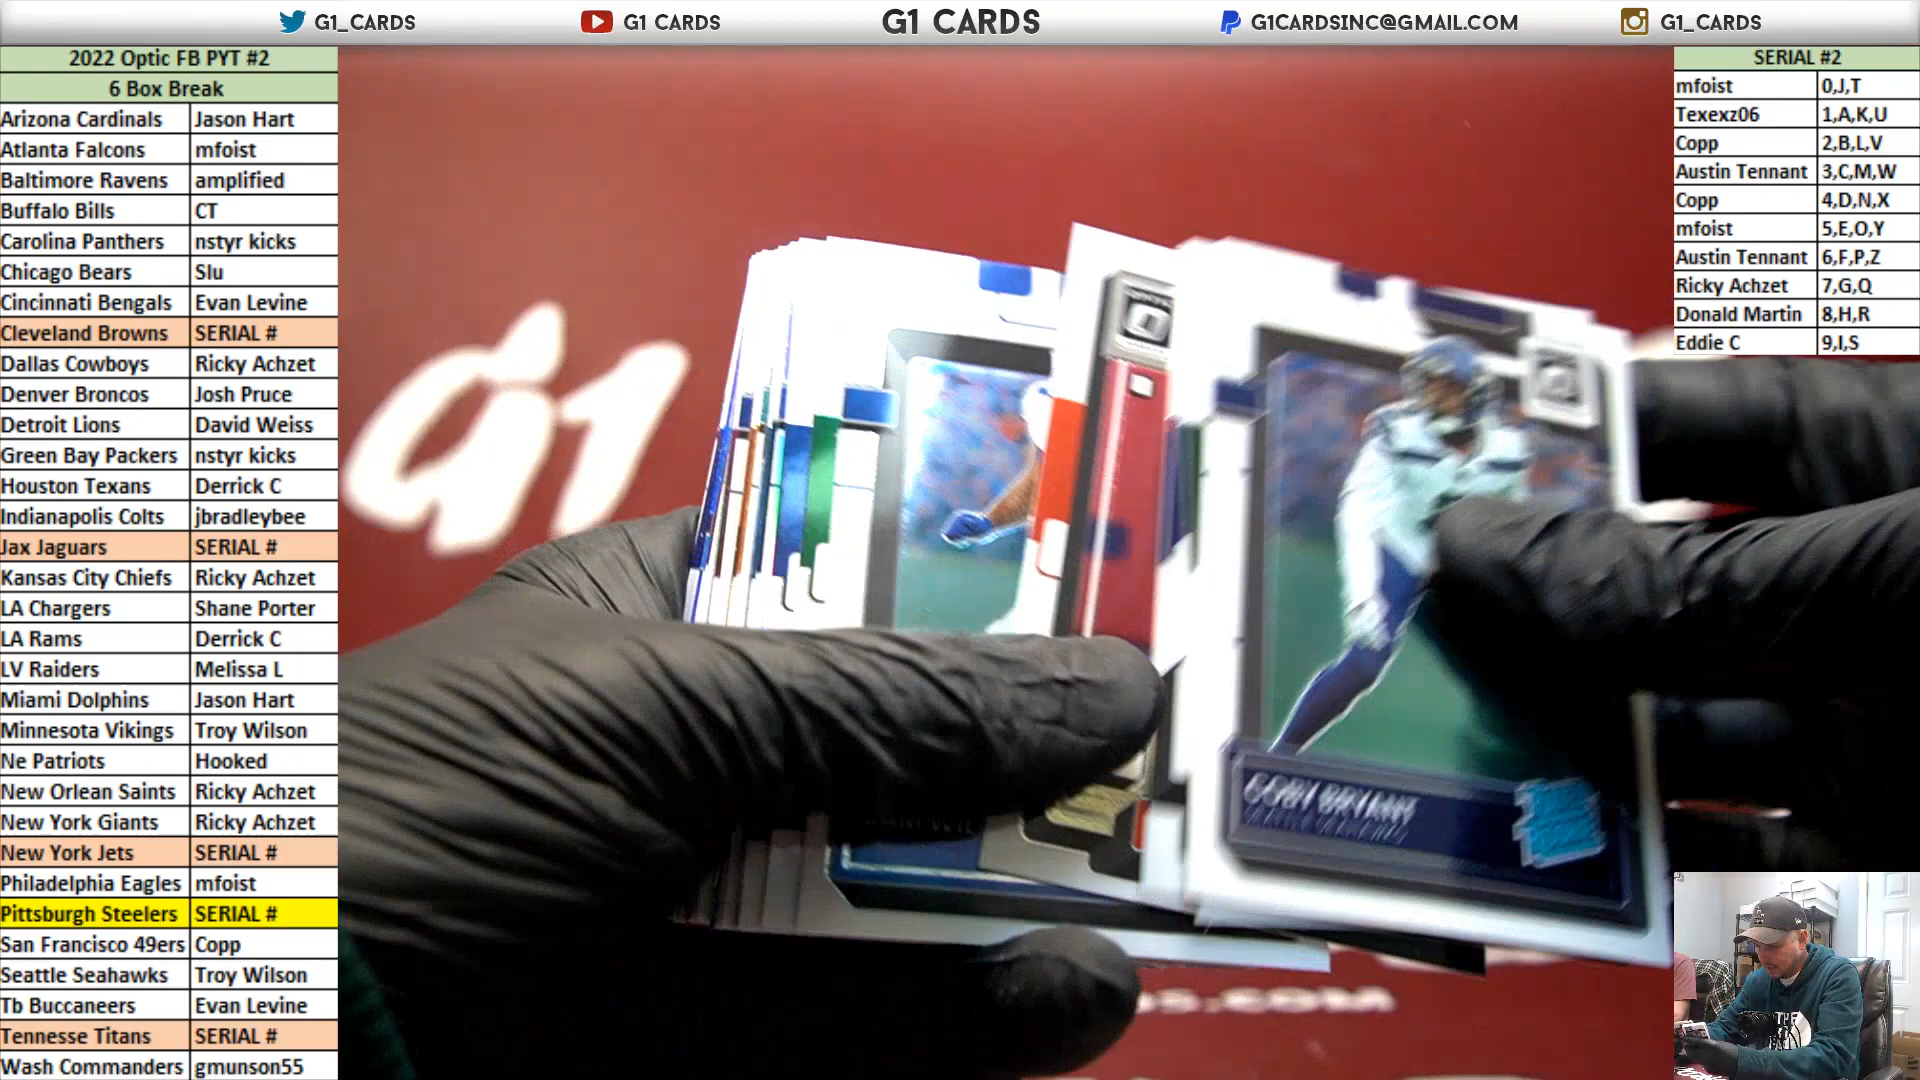 G1_CARDS
G1 CARDS
G1 CARDS
G1CARDSINC@GMAIL.COM
G1_CARDS
2022 Optic FB PYT #2
6 Box Break
Arizona Cardinals Jason Hart
Atlanta Falcons mfoist
Baltimore Ravens amplified
Buffalo Bills CT
Carolina Panthers nstyr kicks
Chicago Bears Slu
Cincinnati Bengals Evan Levine
Cleveland Browns SERIAL #
Dallas Cowboys Ricky Achzet
Denver Broncos Josh Pruce
Detroit Lions David Weiss
Green Bay Packers nstyr kicks
Houston Texans Derrick C
Indianapolis Colts jbradleybee
Jax Jaguars SERIAL #
Kansas City Chiefs Ricky Achzet
LA Chargers Shane Porter
LA Rams Derrick C
LV Raiders Melissa L
Miami Dolphins Jason Hart
Minnesota Vikings Troy Wilson
Ne Patriots Hooked
New Orlean Saints Ricky Achzet
New York Giants Ricky Achzet
New York Jets SERIAL #
Philadelphia Eagles mfoist
Pittsburgh Steelers SERIAL #
San Francisco 49ers Copp
Seattle Seahawks Troy Wilson
Tb Buccaneers Evan Levine
Tennesse Titans SERIAL #
Wash Commanders gmunson55
SERIAL #2
mfoist 0,J,T
Texexz06 1,A,K,U
Copp 2,B,L,V
Austin Tennant 3,C,M,W
Copp 4,D,N,X
mfoist 5,E,O,Y
Austin Tennant 6,F,P,Z
Ricky Achzet 7,G,Q
Donald Martin 8,H,R
Eddie C 9,I,S
G1
COBY BRYANT
.COM
THE